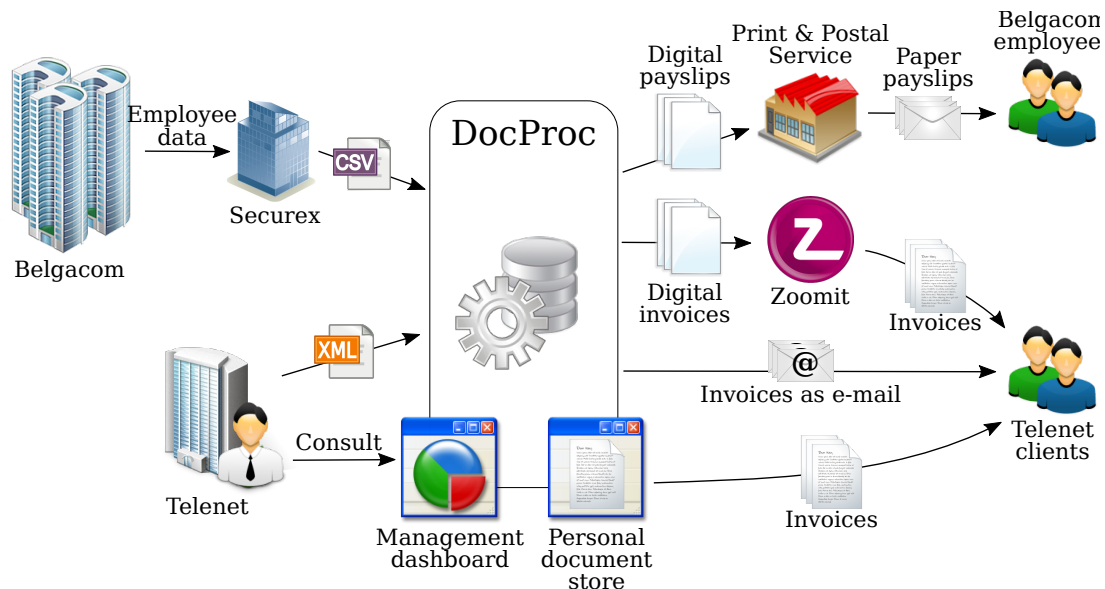 Belgacom
Employee
data
Securex
CSV
DocProc
Digital
payslips
Print & Postal
Service
Paper
payslips
Belgacom
employees
Digital
invoices
Z
Zoomit
Invoices
XML
@
Invoices as e-mail
Telenet
clients
Telenet
Consult
Management
dashboard
Personal
document
store
Invoices